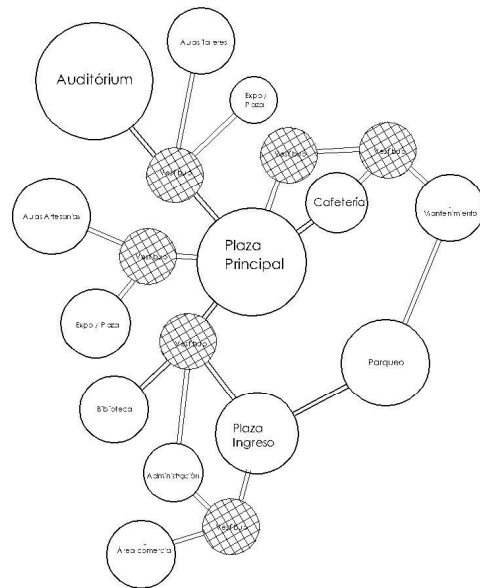 Aulas Talleres
Auditórium
Expo /
Plaza
Vestíbulo
Vestíbulo
Vestíbulo
Cafetería
Mantenimiento
Aulas Artesanías
Plaza
Principal
Vestíbulo
Expo / Plaza
Vestíbulo
Parqueo
Biblioteca
Plaza
Ingreso
Administración
Vestíbulo
Área comercial